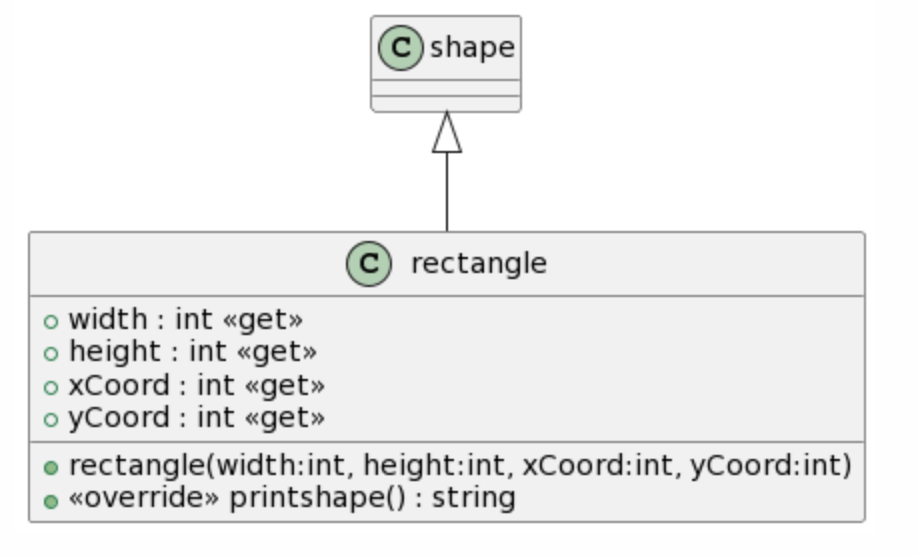 C shape
C rectangle
width : int «get»
height : int «get»
xCoord : int «get»
yCoord : int «get»
rectangle(width:int, height:int, xCoord:int, yCoord:int)
«override» printshape() : string